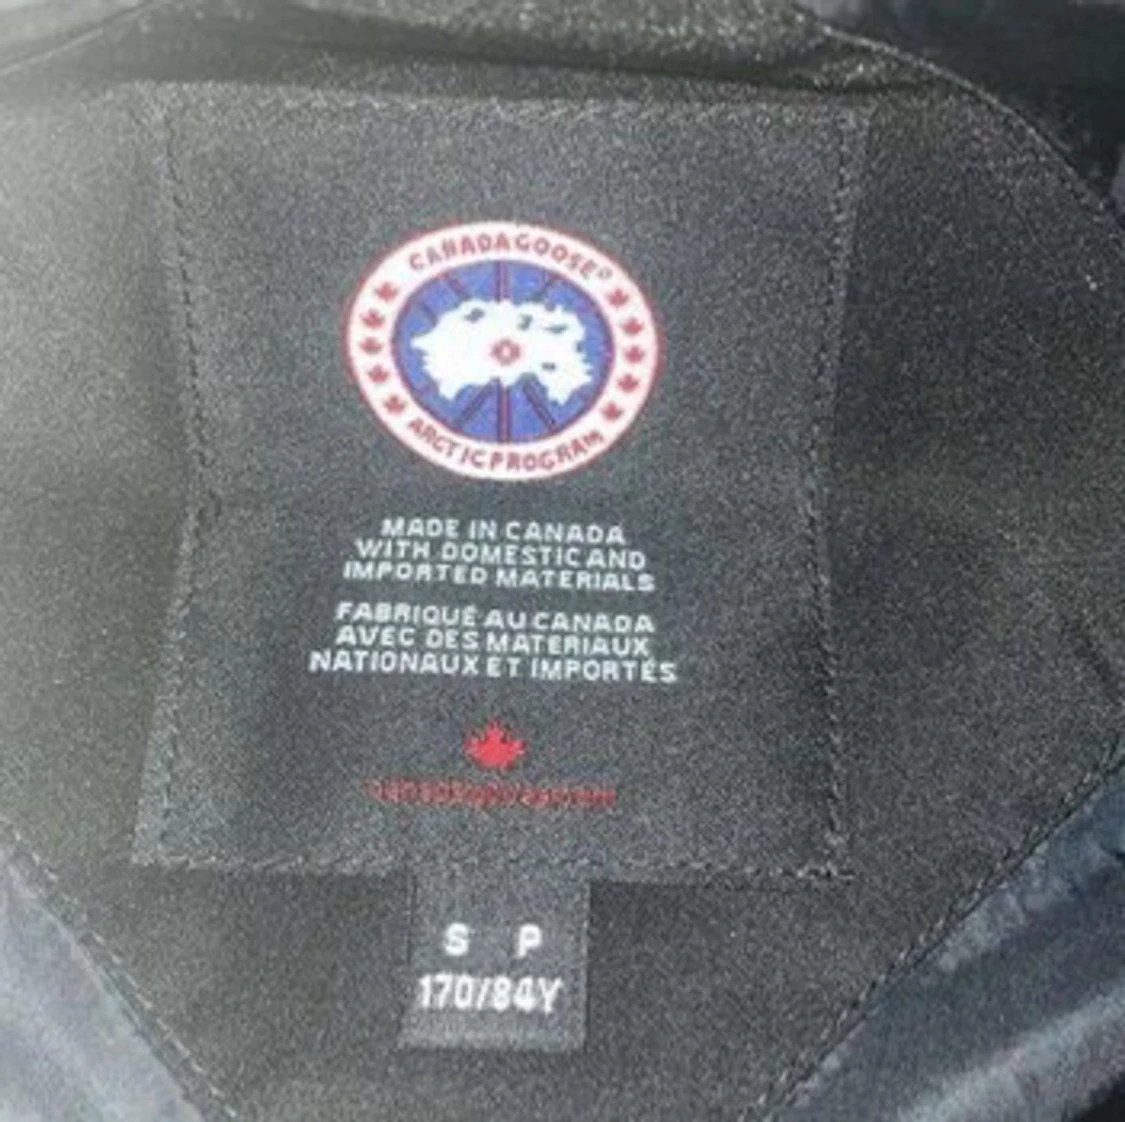 CANADA GOOSE®
ARCTIC PROGRAM
MADE IN CANADA
WITH DOMESTIC AND
IMPORTED MATERIALS
FABRIQUÉ AU CANADA
AVEC DES MATERIAUX
NATIONAUX ET IMPORTÉS
S P
170/84Y